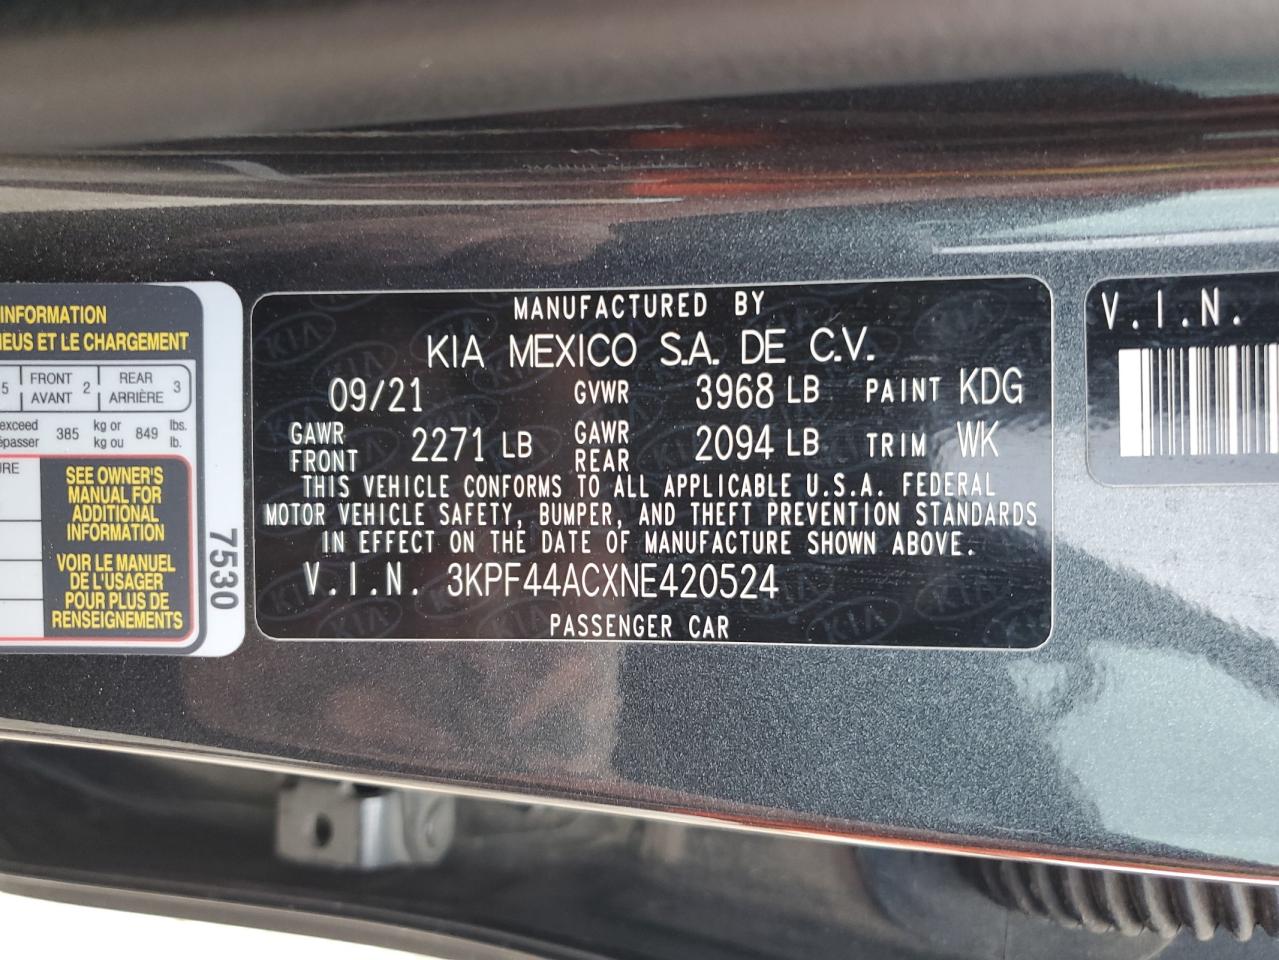 INFORMATION
NEUS ET LE CHARGEMENT
5 FRONT AVANT 2 REAR ARRIÈRE 3
exceed 385 kg or 849 lbs.
épasser kg ou lb.
SEE OWNER'S
MANUAL FOR
ADDITIONAL
INFORMATION
VOIR LE MANUEL
DE L'USAGER
POUR PLUS DE
RENSEIGNEMENTS
7530
MANUFACTURED BY
KIA MEXICO S.A. DE C.V.
09/21 GVWR 3968 LB PAINT KDG
GAWR FRONT 2271 LB GAWR REAR 2094 LB TRIM WK
THIS VEHICLE CONFORMS TO ALL APPLICABLE U.S.A. FEDERAL
MOTOR VEHICLE SAFETY, BUMPER, AND THEFT PREVENTION STANDARDS
IN EFFECT ON THE DATE OF MANUFACTURE SHOWN ABOVE.
V.I.N. 3KPF44ACXNE420524
PASSENGER CAR
V.I.N.